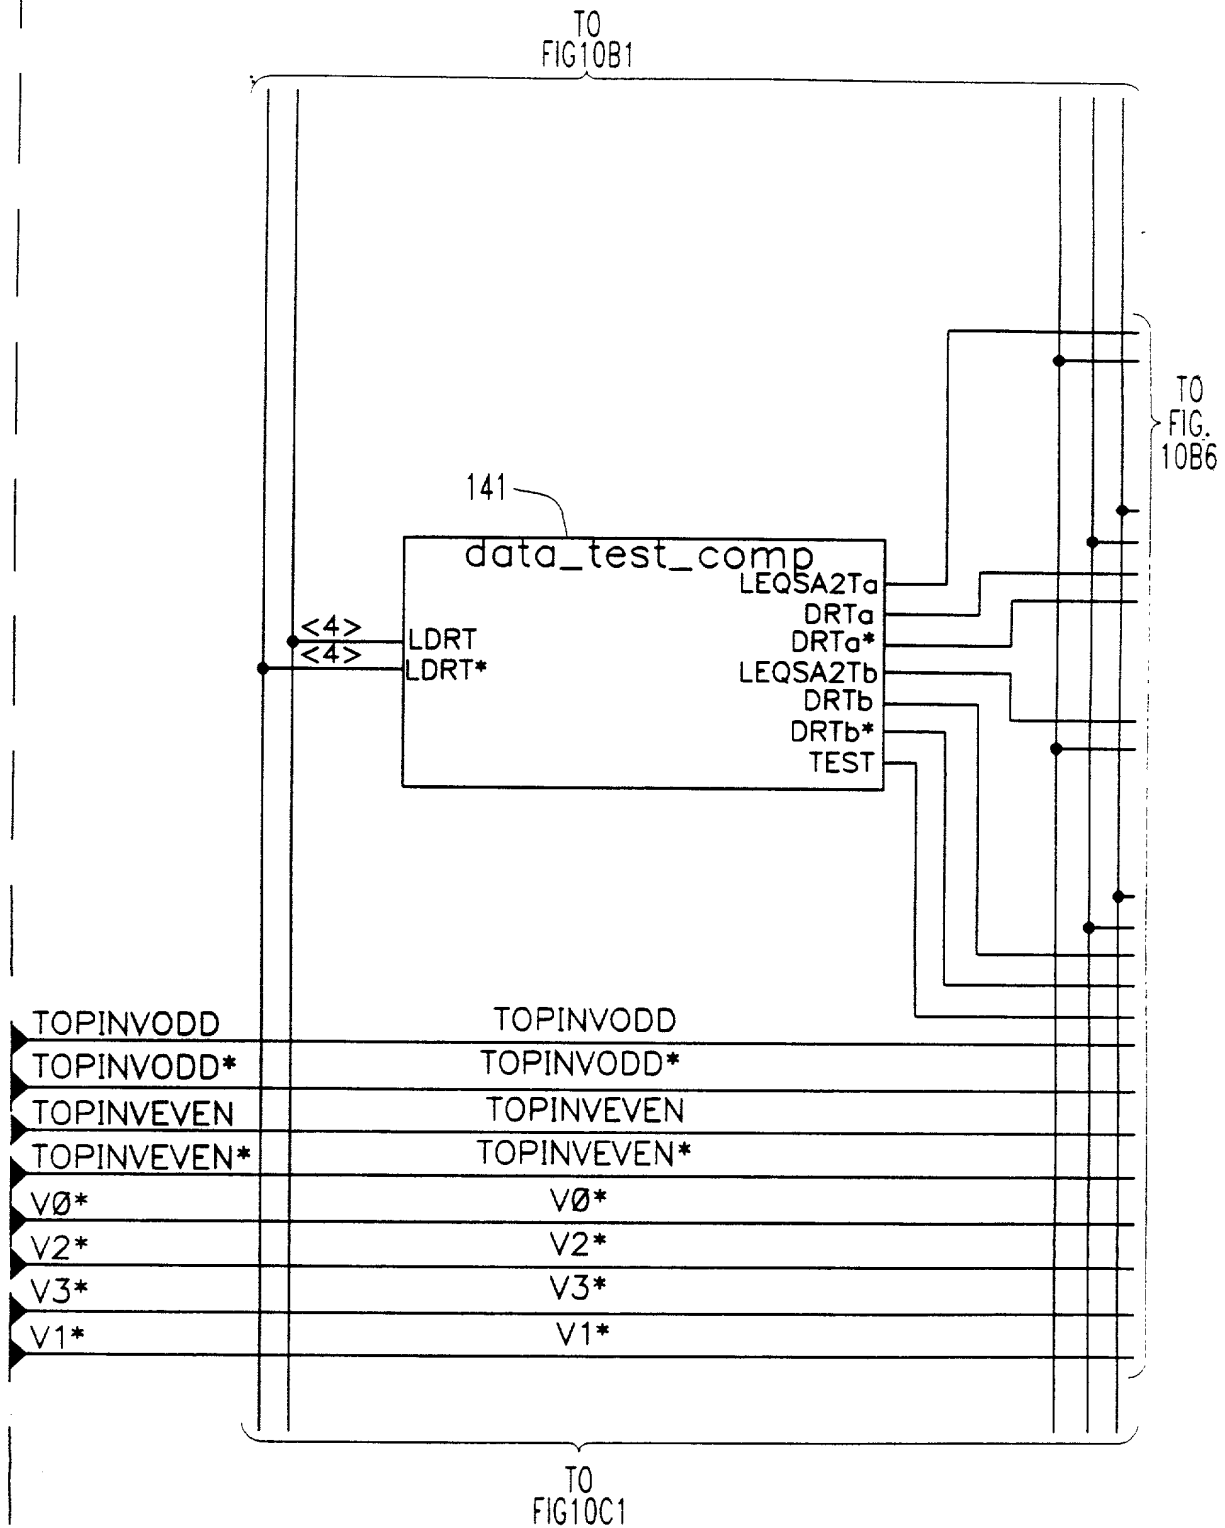 TO
FIG10B1
TO
FIG.
10B6
141
data_test_comp
LEQSA2Ta
DRTa
<4> LDRT DRTa*
<4> LDRT* LEQSA2Tb
DRTb
DRTb*
TEST
TOPINVODD TOPINVODD
TOPINVODD* TOPINVODD*
TOPINVEVEN TOPINVEVEN
TOPINVEVEN* TOPINVEVEN*
VØ* VØ*
V2* V2*
V3* V3*
V1* V1*
TO
FIG10C1